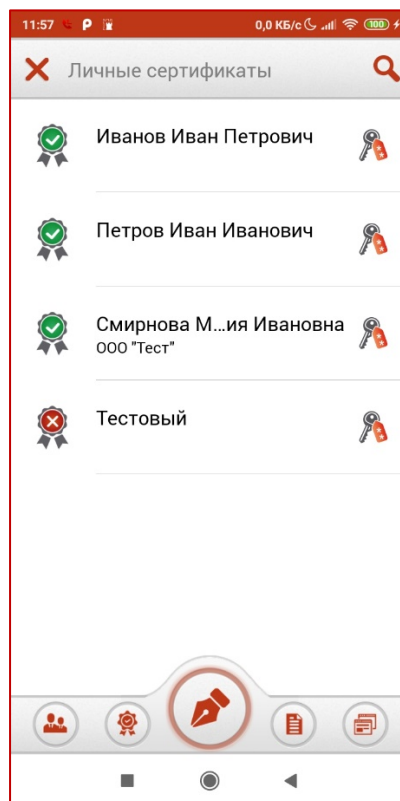 11:57 0,0 КБ/с 100
Личные сертификаты
Иванов Иван Петрович
Петров Иван Иванович
Смирнова М...ия Ивановна
ООО "Тест"
Тестовый